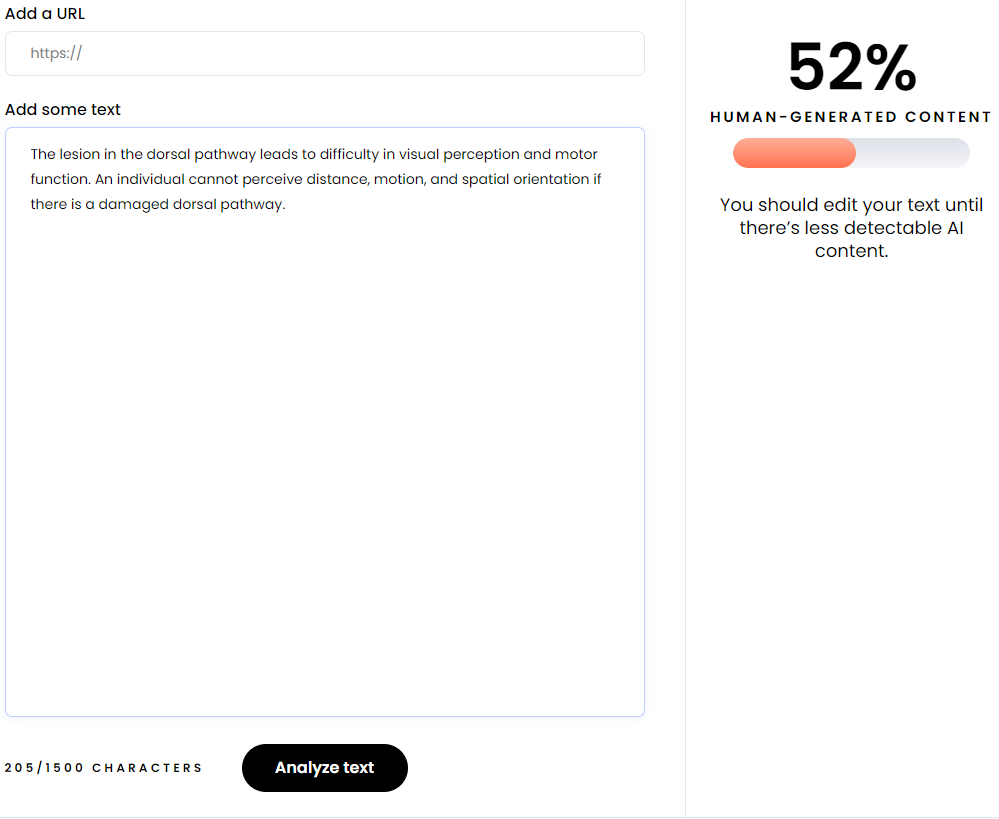 Add a URL
https://
Add some text
The lesion in the dorsal pathway leads to difficulty in visual perception and motor
function. An individual cannot perceive distance, motion, and spatial orientation if
there is a damaged dorsal pathway.
205/1500 CHARACTERS
Analyze text
52%
HUMAN-GENERATED CONTENT
You should edit your text until
there’s less detectable AI
content.